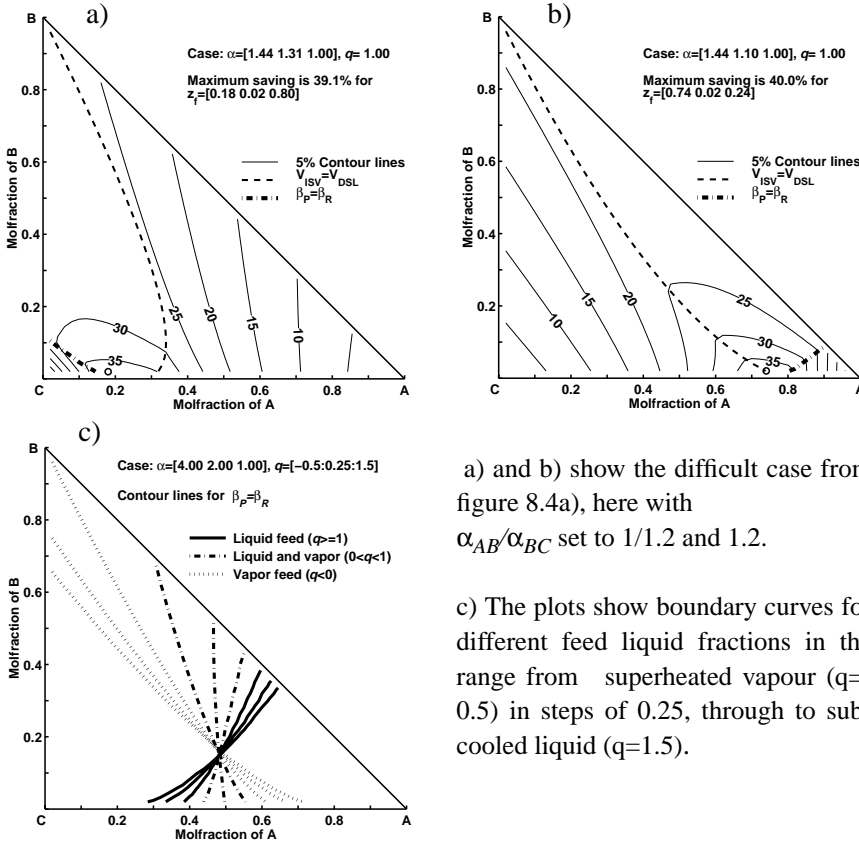 a)
B
Case: α=[1.44 1.31 1.00], q= 1.00
Maximum saving is 39.1% for
z_f=[0.18 0.02 0.80]
5% Contour lines
V_ISV=V_DSL
β_P=β_R
Molfraction of B
0.8
0.6
0.4
0.2
25
20
15
10
30
35
C
0.2
0.4
0.6
0.8
A
Molfraction of A
b)
B
Case: α=[1.44 1.10 1.00], q= 1.00
Maximum saving is 40.0% for
z_f=[0.74 0.02 0.24]
5% Contour lines
V_ISV=V_DSL
β_P=β_R
Molfraction of B
0.8
0.6
0.4
0.2
10
15
20
25
30
35
C
0.2
0.4
0.6
0.8
A
Molfraction of A
c)
B
Case: α=[4.00 2.00 1.00], q=[−0.5:0.25:1.5]
Contour lines for β_P=β_R
Liquid feed (q>=1)
Liquid and vapor (0<q<1)
Vapor feed (q<0)
Molfraction of B
0.8
0.6
0.4
0.2
C
0.2
0.4
0.6
0.8
A
Molfraction of A
a) and b) show the difficult case from
figure 8.4a), here with
α_AB/α_BC set to 1/1.2 and 1.2.
c) The plots show boundary curves fo
different feed liquid fractions in th
range from superheated vapour (q=
0.5) in steps of 0.25, through to sub
cooled liquid (q=1.5).